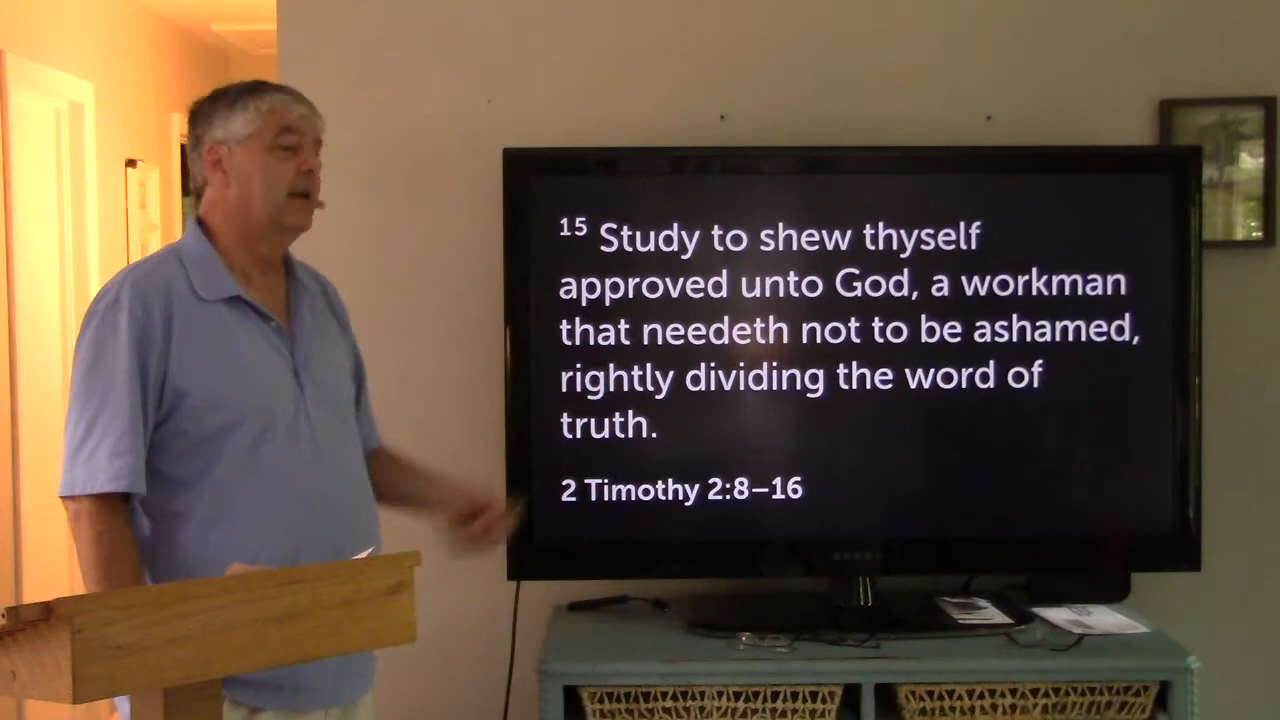 15 Study to shew thyself
approved unto God, a workman
that needeth not to be ashamed,
rightly dividing the word of
truth.
2 Timothy 2:8–16